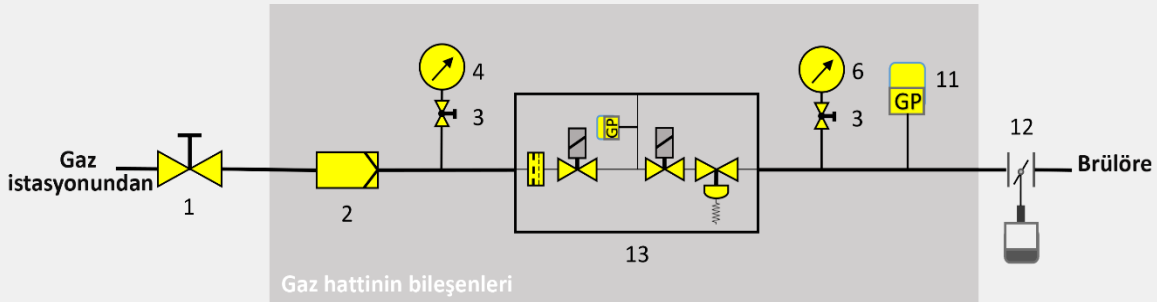 4
3
6
3
GP
11
GP
12
Gaz
istasyonundan
Brülöre
1
2
13
Gaz hattinin bileşenleri